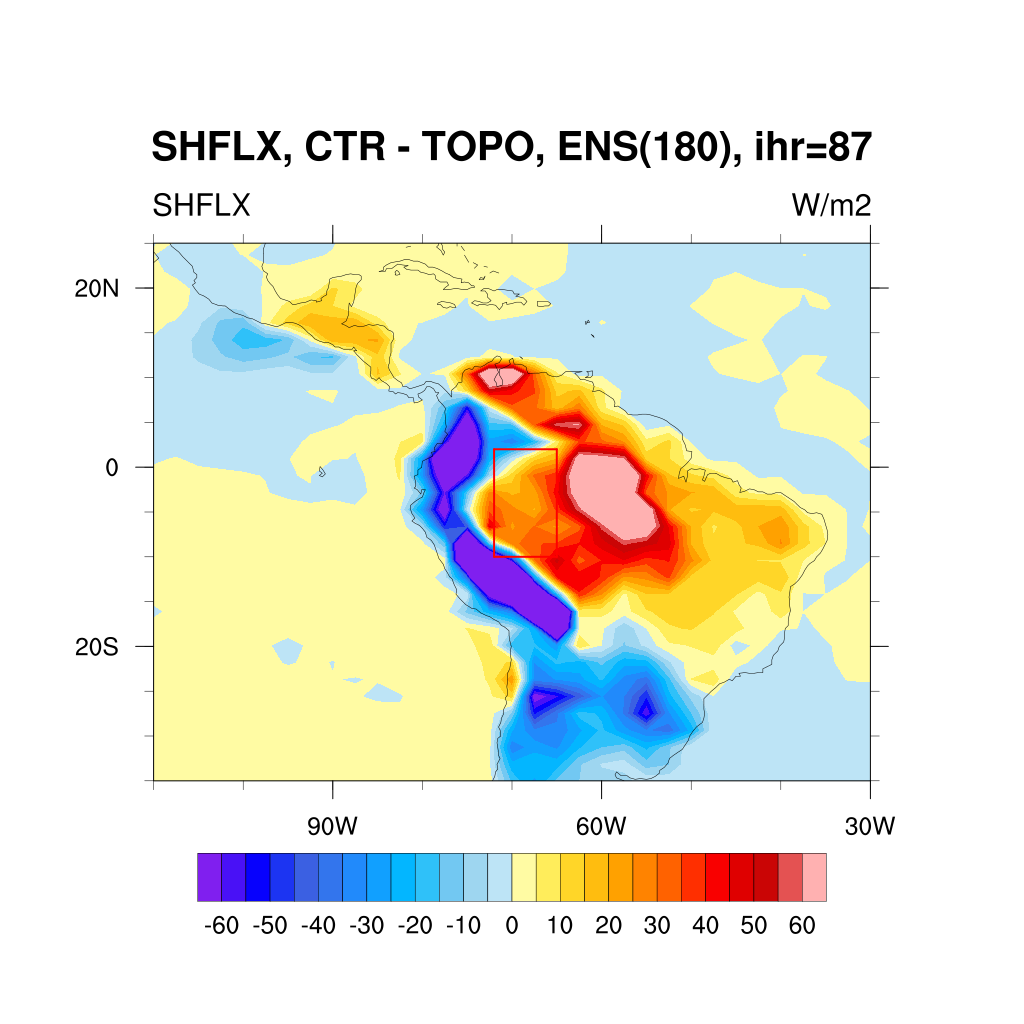 SHFLX, CTR - TOPO, ENS(180), ihr=87
SHFLX W/m2
20N
0
20S
90W 60W 30W
-60 -50 -40 -30 -20 -10 0 10 20 30 40 50 60